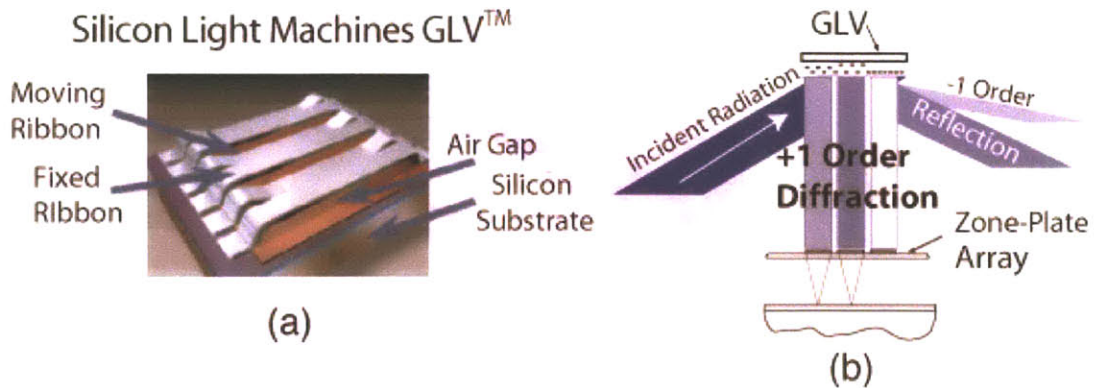 Silicon Light Machines GLV™
Moving
Ribbon
Fixed
RIbbon
Air Gap
Silicon
Substrate
(a)
GLV
Incident Radiation
-1 Order
Reflection
+1 Order
Diffraction
Zone-Plate
Array
(b)